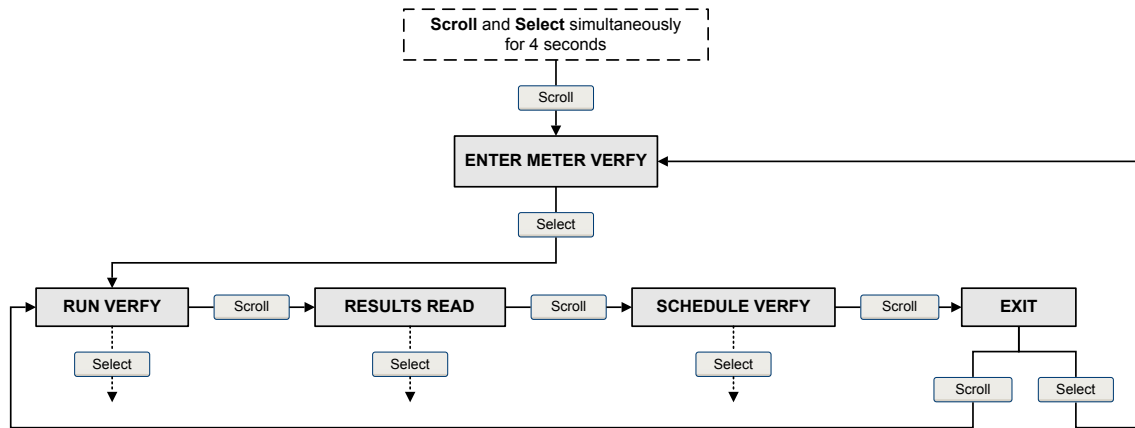 Scroll and Select simultaneously
for 4 seconds
Scroll
ENTER METER VERFY
Select
RUN VERFY
Scroll
RESULTS READ
Scroll
SCHEDULE VERFY
Scroll
EXIT
Select
Select
Select
Scroll
Select